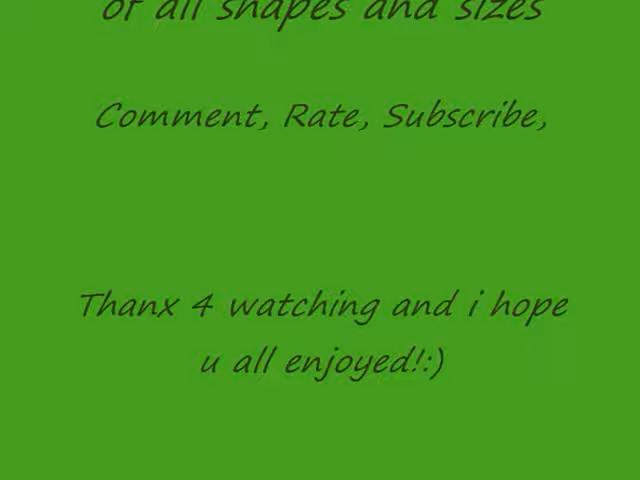 of all shapes and sizes
Comment, Rate, Subscribe,
Thanx 4 watching and i hope
u all enjoyed!:)